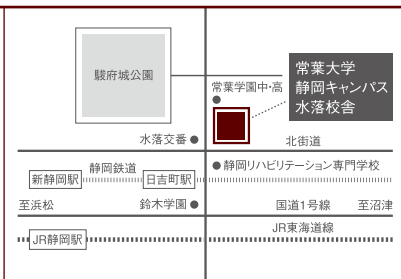 駿府城公園
常葉学園中・高
常葉大学
静岡キャンパス
水落校舎
水落交番
北街道
静岡鉄道
静岡リハビリテーション専門学校
新静岡駅
日吉町駅
至浜松
鈴木学園
国道1号線
至沼津
JR東海道線
JR静岡駅